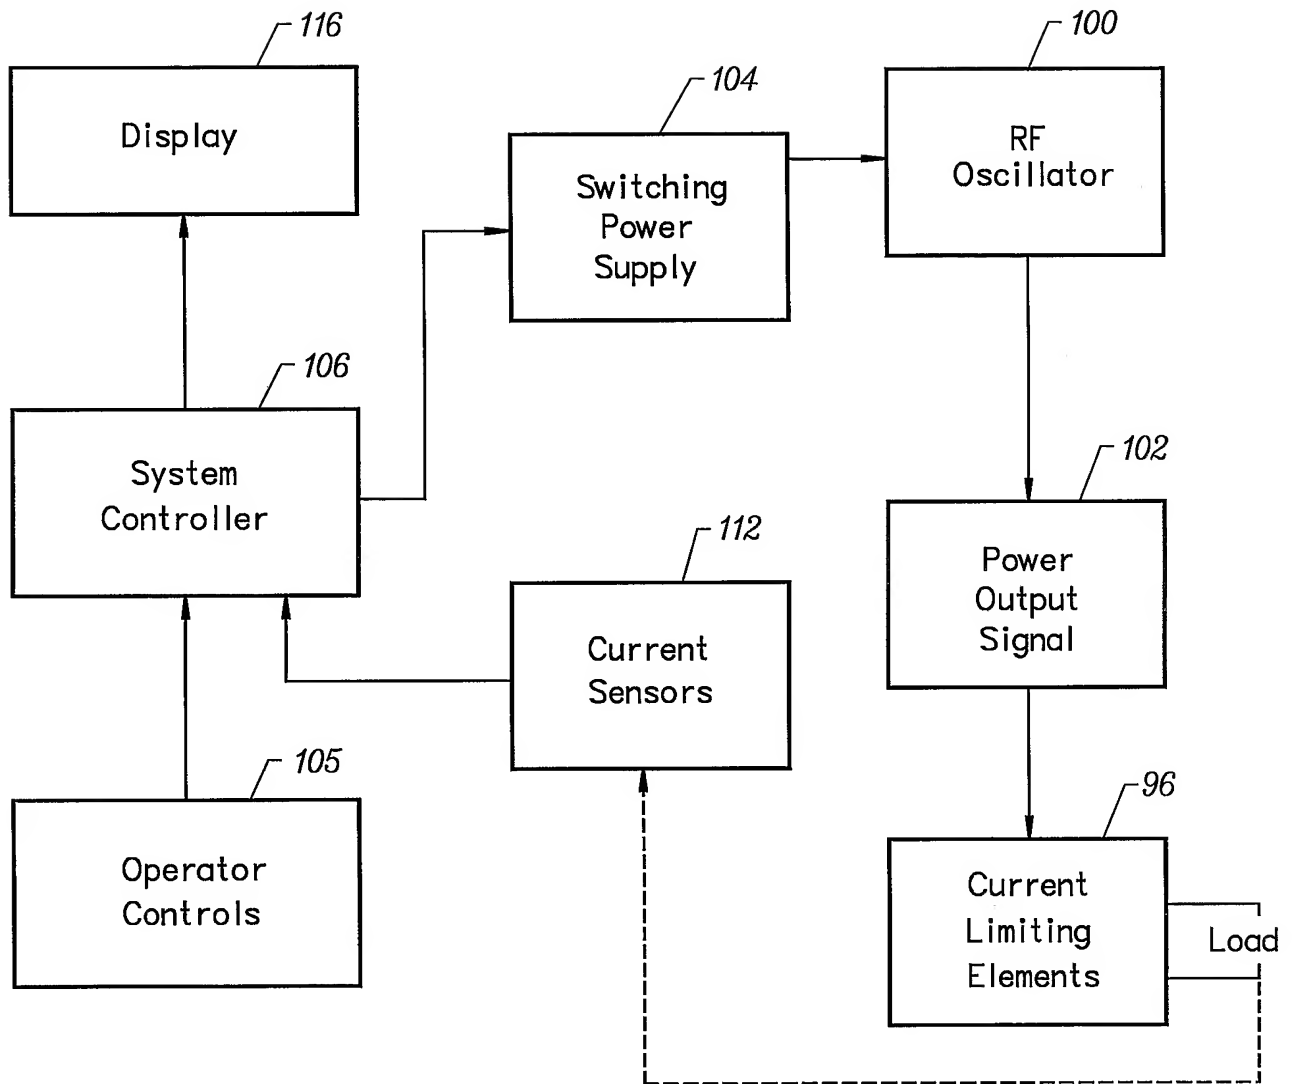 116
Display
104
Switching
Power
Supply
100
RF
Oscillator
106
System
Controller
112
Current
Sensors
102
Power
Output
Signal
105
Operator
Controls
96
Current
Limiting
Elements
Load